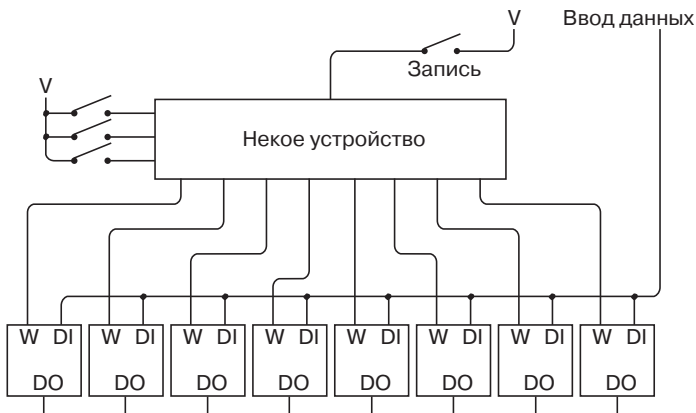 V Ввод данных
Запись
V
Некое устройство
W DI W DI W DI W DI W DI W DI W DI W DI
DO DO DO DO DO DO DO DO